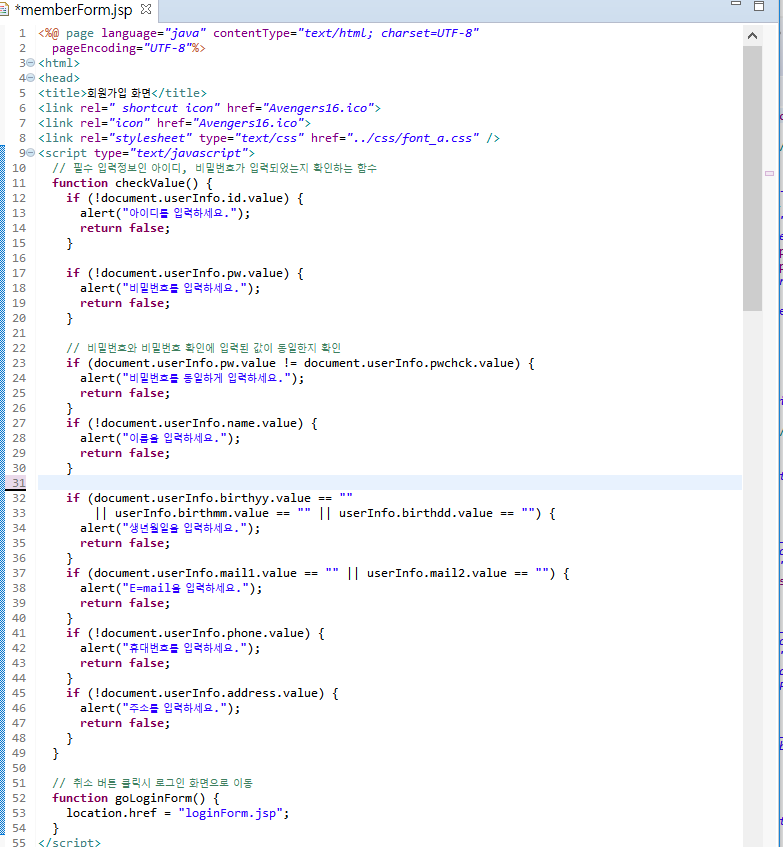 *memberForm.jsp
1 <%@ page language="java" contentType="text/html; charset=UTF-8"
2 pageEncoding="UTF-8"%>
3 <html>
4 <head>
5 <title>회원가입 화면</title>
6 <link rel=" shortcut icon" href="Avengers16.ico">
7 <link rel="icon" href="Avengers16.ico">
8 <link rel="stylesheet" type="text/css" href="../css/font_a.css" />
9 <script type="text/javascript">
10 // 필수 입력정보인 아이디, 비밀번호가 입력되었는지 확인하는 함수
11 function checkValue() {
12 if (!document.userInfo.id.value) {
13 alert("아이디를 입력하세요.");
14 return false;
15 }
16
17 if (!document.userInfo.pw.value) {
18 alert("비밀번호를 입력하세요.");
19 return false;
20 }
21
22 // 비밀번호와 비밀번호 확인에 입력된 값이 동일한지 확인
23 if (document.userInfo.pw.value != document.userInfo.pwchck.value) {
24 alert("비밀번호를 동일하게 입력하세요.");
25 return false;
26 }
27 if (!document.userInfo.name.value) {
28 alert("이름을 입력하세요.");
29 return false;
30 }
31
32 if (document.userInfo.birthyy.value == ""
33 || userInfo.birthmm.value == "" || userInfo.birthdd.value == "") {
34 alert("생년월일을 입력하세요.");
35 return false;
36 }
37 if (document.userInfo.mail1.value == "" || userInfo.mail2.value == "") {
38 alert("E=mail을 입력하세요.");
39 return false;
40 }
41 if (!document.userInfo.phone.value) {
42 alert("휴대번호를 입력하세요.");
43 return false;
44 }
45 if (!document.userInfo.address.value) {
46 alert("주소를 입력하세요.");
47 return false;
48 }
49 }
50
51 // 취소 버튼 클릭시 로그인 화면으로 이동
52 function goLoginForm() {
53 location.href = "loginForm.jsp";
54 }
55 </script>